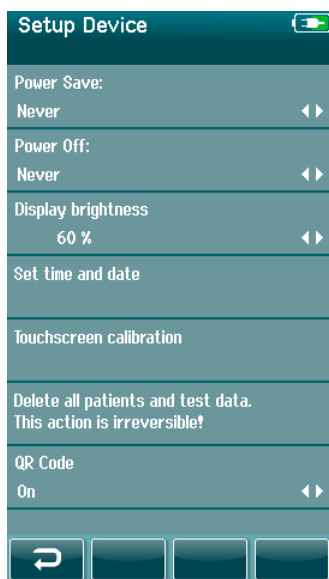 Setup Device
Power Save:
Never
Power Off:
Never
Display brightness
60 %
Set time and date
Touchscreen calibration
Delete all patients and test data.
This action is irreversible!
QR Code
On